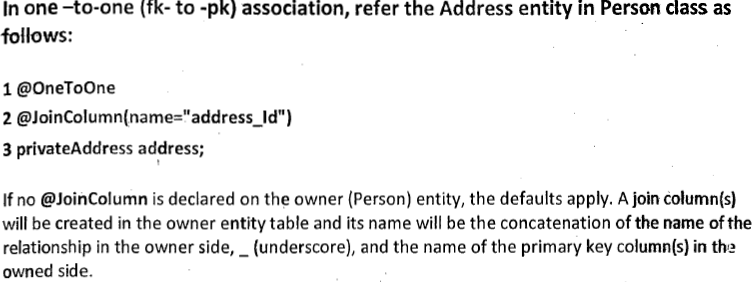 In one –to-one (fk- to -pk) association, refer the Address entity in Person class as
follows:
1 @OneToOne
2 @JoinColumn(name="address_Id")
3 privateAddress address;
If no @JoinColumn is declared on the owner (Person) entity, the defaults apply. A join column(s)
will be created in the owner entity table and its name will be the concatenation of the name of the
relationship in the owner side, _ (underscore), and the name of the primary key column(s) in the
owned side.